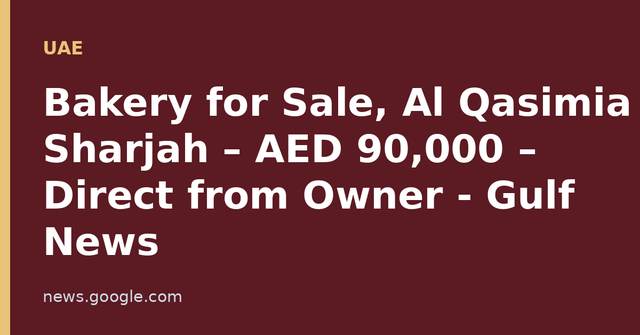 UAE
Bakery for Sale, Al Qasimia
Sharjah – AED 90,000 –
Direct from Owner - Gulf
News
news.google.com